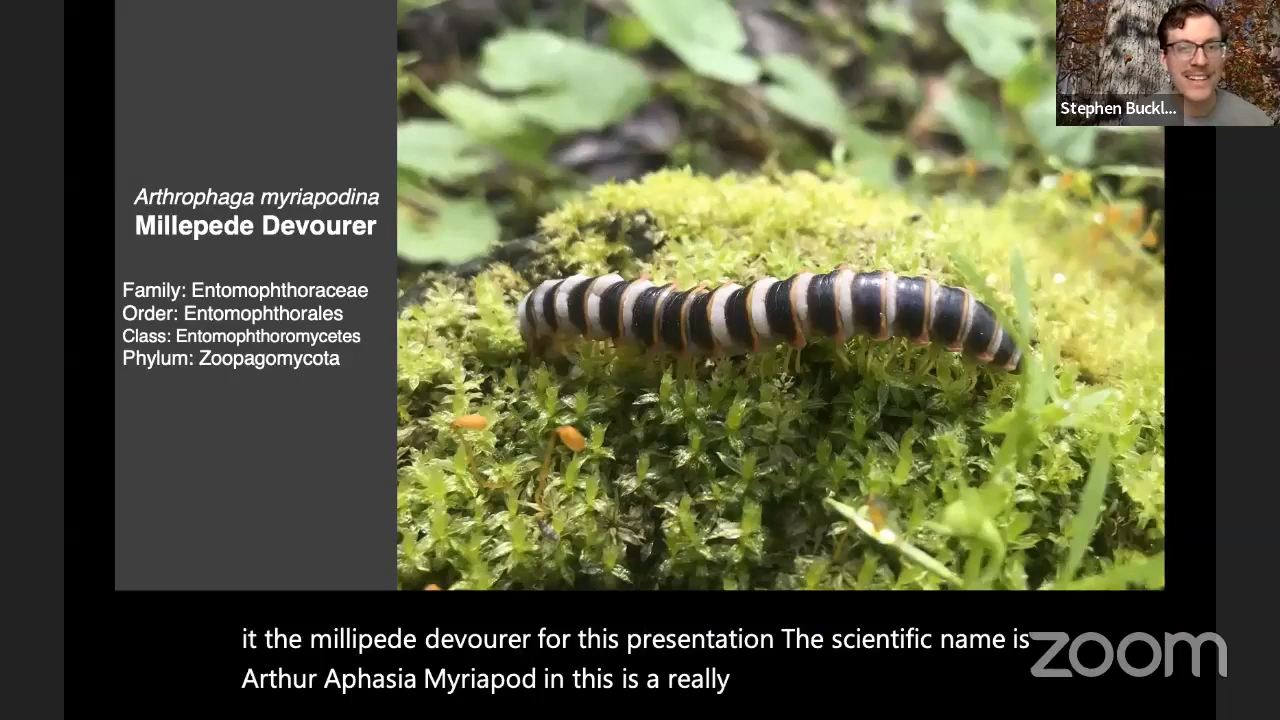 Stephen Buckl...
Arthrophaga myriapodina
Millepede Devourer
Family: Entomophthoraceae
Order: Entomophthorales
Class: Entomophthoromycetes
Phylum: Zoopagomycota
it the millipede devourer for this presentation The scientific name is
Arthur Aphasia Myriapod in this is a really
zoom